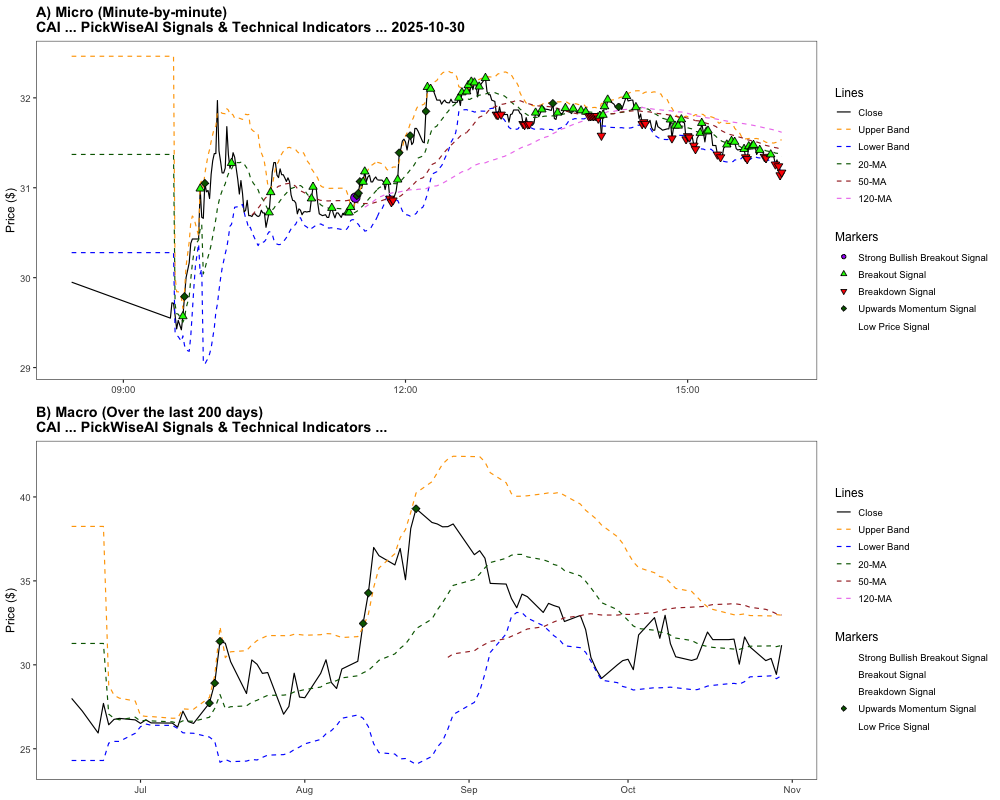 A) Micro (Minute-by-minute)
CAI ... PickWiseAI Signals & Technical Indicators ... 2025-10-30
Price ($)
32
31
30
29
09:00
12:00
15:00
Lines
Close
Upper Band
Lower Band
20-MA
50-MA
120-MA
Markers
Strong Bullish Breakout Signal
Breakout Signal
Breakdown Signal
Upwards Momentum Signal
Low Price Signal
B) Macro (Over the last 200 days)
CAI ... PickWiseAI Signals & Technical Indicators ...
Price ($)
40
35
30
25
Jul
Aug
Sep
Oct
Nov
Lines
Close
Upper Band
Lower Band
20-MA
50-MA
120-MA
Markers
Strong Bullish Breakout Signal
Breakout Signal
Breakdown Signal
Upwards Momentum Signal
Low Price Signal